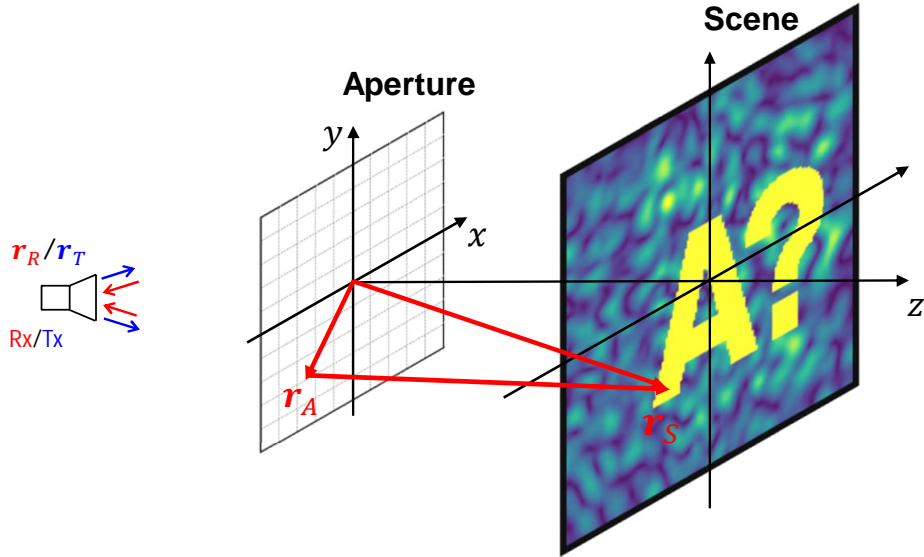 Scene
Aperture
y
x
r_R/r_T
Rx/Tx
z
r_A
r_S
A?